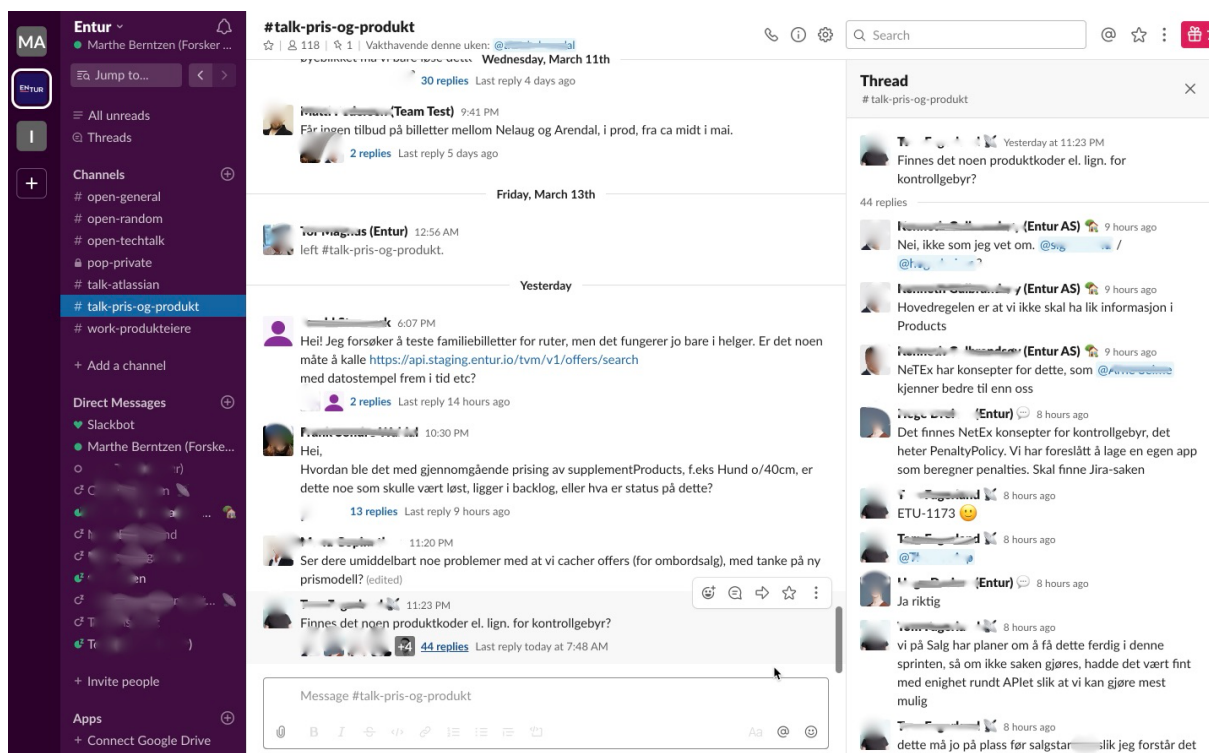 MA
Entur
Marthe Berntzen (Forsker ...
Jump to...
ENTUR
All unreads
I
Threads
Channels
# open-general
# open-random
# open-techtalk
pop-private
# talk-atlassian
# talk-pris-og-produkt
# work-produkteiere
+ Add a channel
Direct Messages
Slackbot
Marthe Berntzen (Forske...
+ Invite people
Apps
+ Connect Google Drive
#talk-pris-og-produkt
118 | 1 | Vakthavende denne uken:
Search
Wednesday, March 11th
30 replies Last reply 4 days ago
(Team Test) 9:41 PM
Får ingen tilbud på billetter mellom Nelaug og Arendal, i prod, fra ca midt i mai.
2 replies Last reply 5 days ago
Friday, March 13th
(Entur) 12:56 AM
left #talk-pris-og-produkt.
Yesterday
6:07 PM
Hei! Jeg forsøker å teste familiebilletter for ruter, men det fungerer jo bare i helger. Er det noen
måte å kalle https://api.staging.entur.io/tvm/v1/offers/search
med datostempel frem i tid etc?
2 replies Last reply 14 hours ago
10:30 PM
Hei,
Hvordan ble det med gjennomgående prising av supplementProducts, f.eks Hund o/40cm, er
dette noe som skulle vært løst, ligger i backlog, eller hva er status på dette?
13 replies Last reply 9 hours ago
11:20 PM
Ser dere umiddelbart noe problemer med at vi cacher offers (for ombordsalg), med tanke på ny
prismodell? (edited)
11:23 PM
Finnes det noen produktkoder el. lign. for kontrollgebyr?
+4 44 replies Last reply today at 7:48 AM
Message #talk-pris-og-produkt
Thread
# talk-pris-og-produkt
Yesterday at 11:23 PM
Finnes det noen produktkoder el. lign. for
kontrollgebyr?
44 replies
(Entur AS) 9 hours ago
Nei, ikke som jeg vet om. /
(Entur AS) 9 hours ago
Hovedregelen er at vi ikke skal ha lik informasjon i
Products
(Entur AS) 9 hours ago
NeTEx har konsepter for dette, som
kjenner bedre til enn oss
(Entur) 8 hours ago
Det finnes NetEx konsepter for kontrollgebyr, det
heter PenaltyPolicy. Vi har foreslått å lage en egen app
som beregner penalties. Skal finne Jira-saken
8 hours ago
ETU-1173
8 hours ago
(Entur) 8 hours ago
Ja riktig
8 hours ago
vi på Salg har planer om å få dette ferdig i denne
sprinten, så om ikke saken gjøres, hadde det vært fint
med enighet rundt APIet slik at vi kan gjøre mest
mulig
8 hours ago
dette må jo på plass før slik jeg forstår det